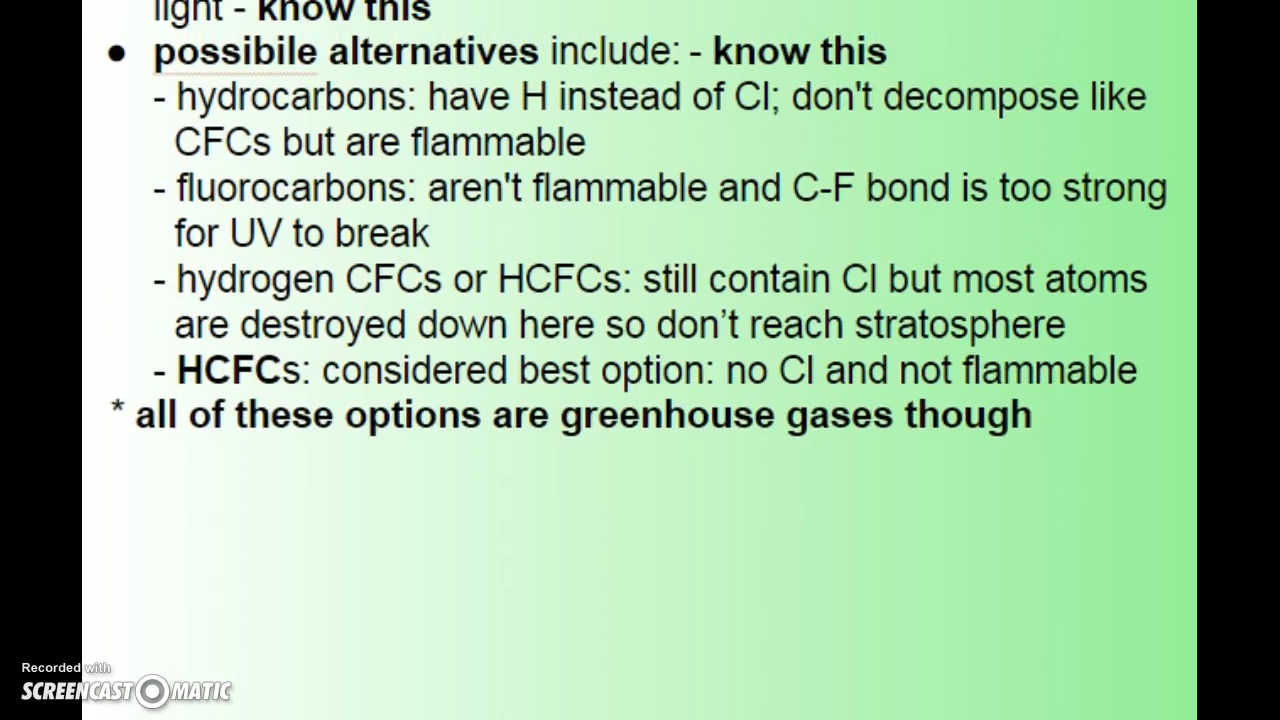 light - know this
● possibile alternatives include: - know this
- hydrocarbons: have H instead of Cl; don't decompose like
CFCs but are flammable
- fluorocarbons: aren't flammable and C-F bond is too strong
for UV to break
- hydrogen CFCs or HCFCs: still contain Cl but most atoms
are destroyed down here so don’t reach stratosphere
- HCFCs: considered best option: no Cl and not flammable
* all of these options are greenhouse gases though
Recorded with
SCREENCAST O MATIC